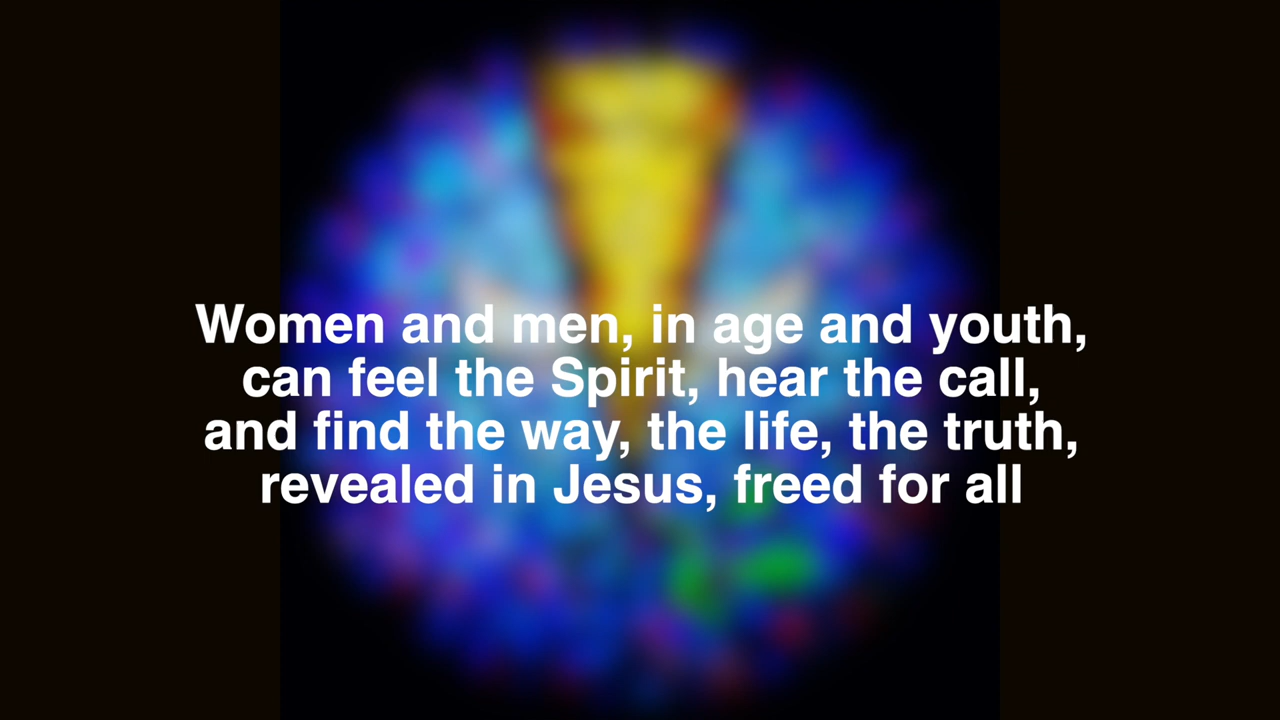 Women and men, in age and youth,
can feel the Spirit, hear the call,
and find the way, the life, the truth,
revealed in Jesus, freed for all